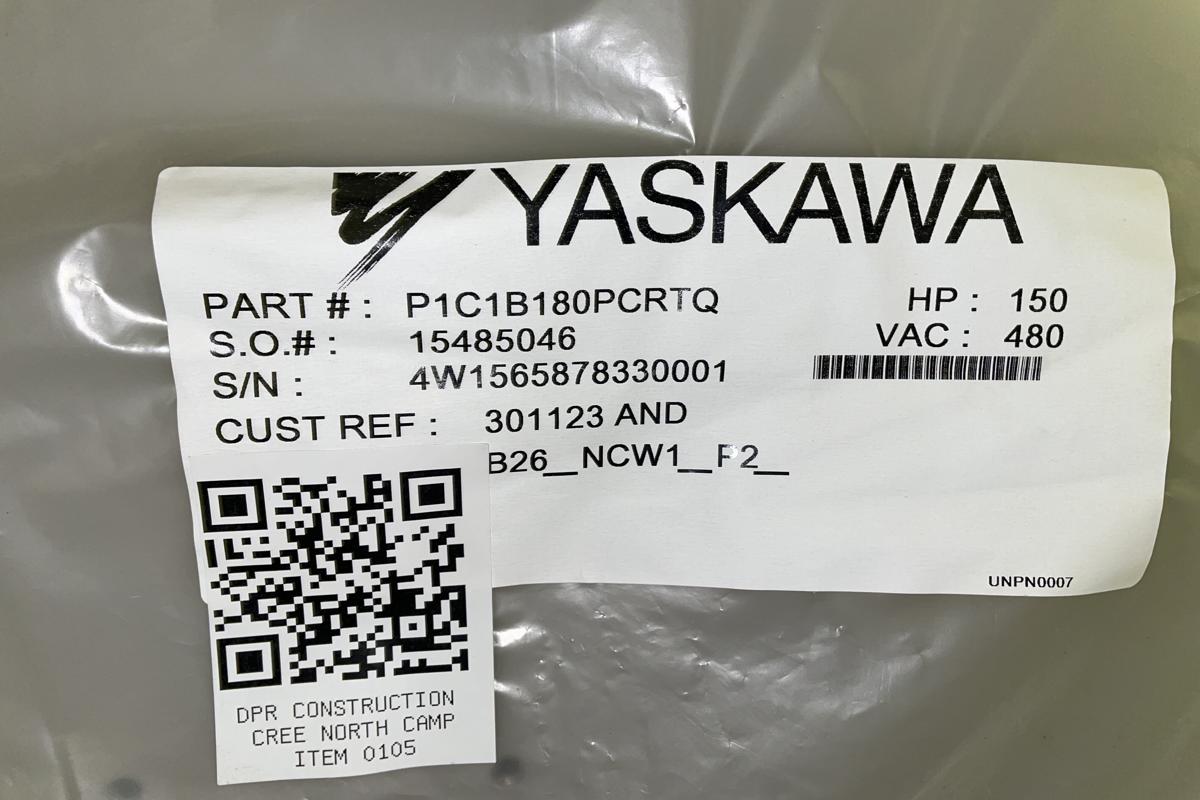 YASKAWA
PART # : P1C1B180PCRTQ HP : 150
S.O.# : 15485046 VAC : 480
S/N : 4W1565878330001
CUST REF : 301123 AND
B26__NCW1__P2__
UNPN0007
DPR CONSTRUCTION
CREE NORTH CAMP
ITEM 0105